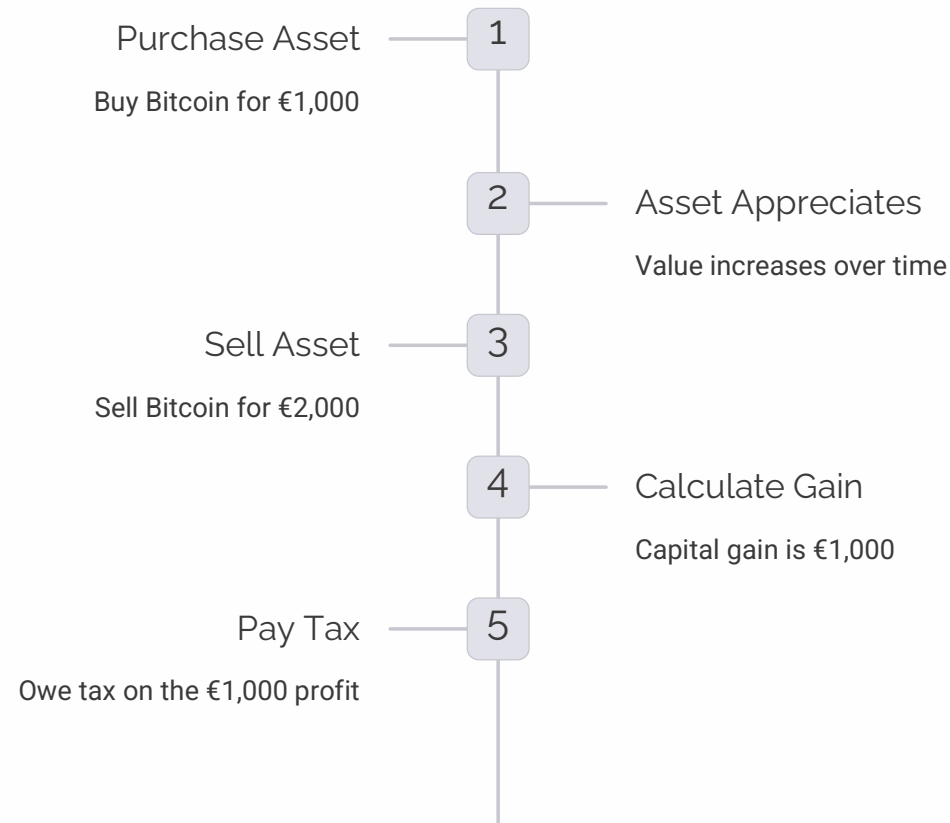 Purchase Asset
1
Buy Bitcoin for €1,000
2
Asset Appreciates
Value increases over time
Sell Asset
3
Sell Bitcoin for €2,000
4
Calculate Gain
Capital gain is €1,000
Pay Tax
5
Owe tax on the €1,000 profit